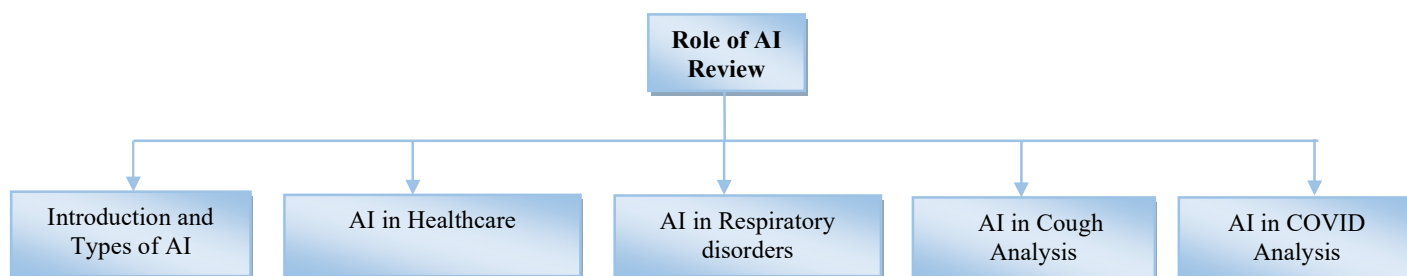 Role of AI
Review
Introduction and
Types of AI
AI in Healthcare
AI in Respiratory
disorders
AI in Cough
Analysis
AI in COVID
Analysis